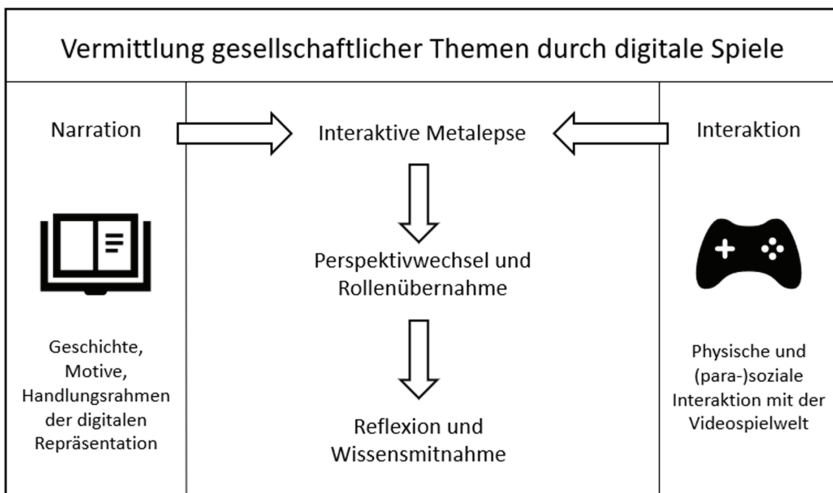 Vermittlung gesellschaftlicher Themen durch digitale Spiele
Narration
Geschichte,
Motive,
Handlungsrahmen
der digitalen
Repräsentation
Interaktive Metalepse
Perspektivwechsel und
Rollenübernahme
Reflexion und
Wissensmitnahme
Interaktion
Physische und
(para-)soziale
Interaktion mit der
Videospielwelt